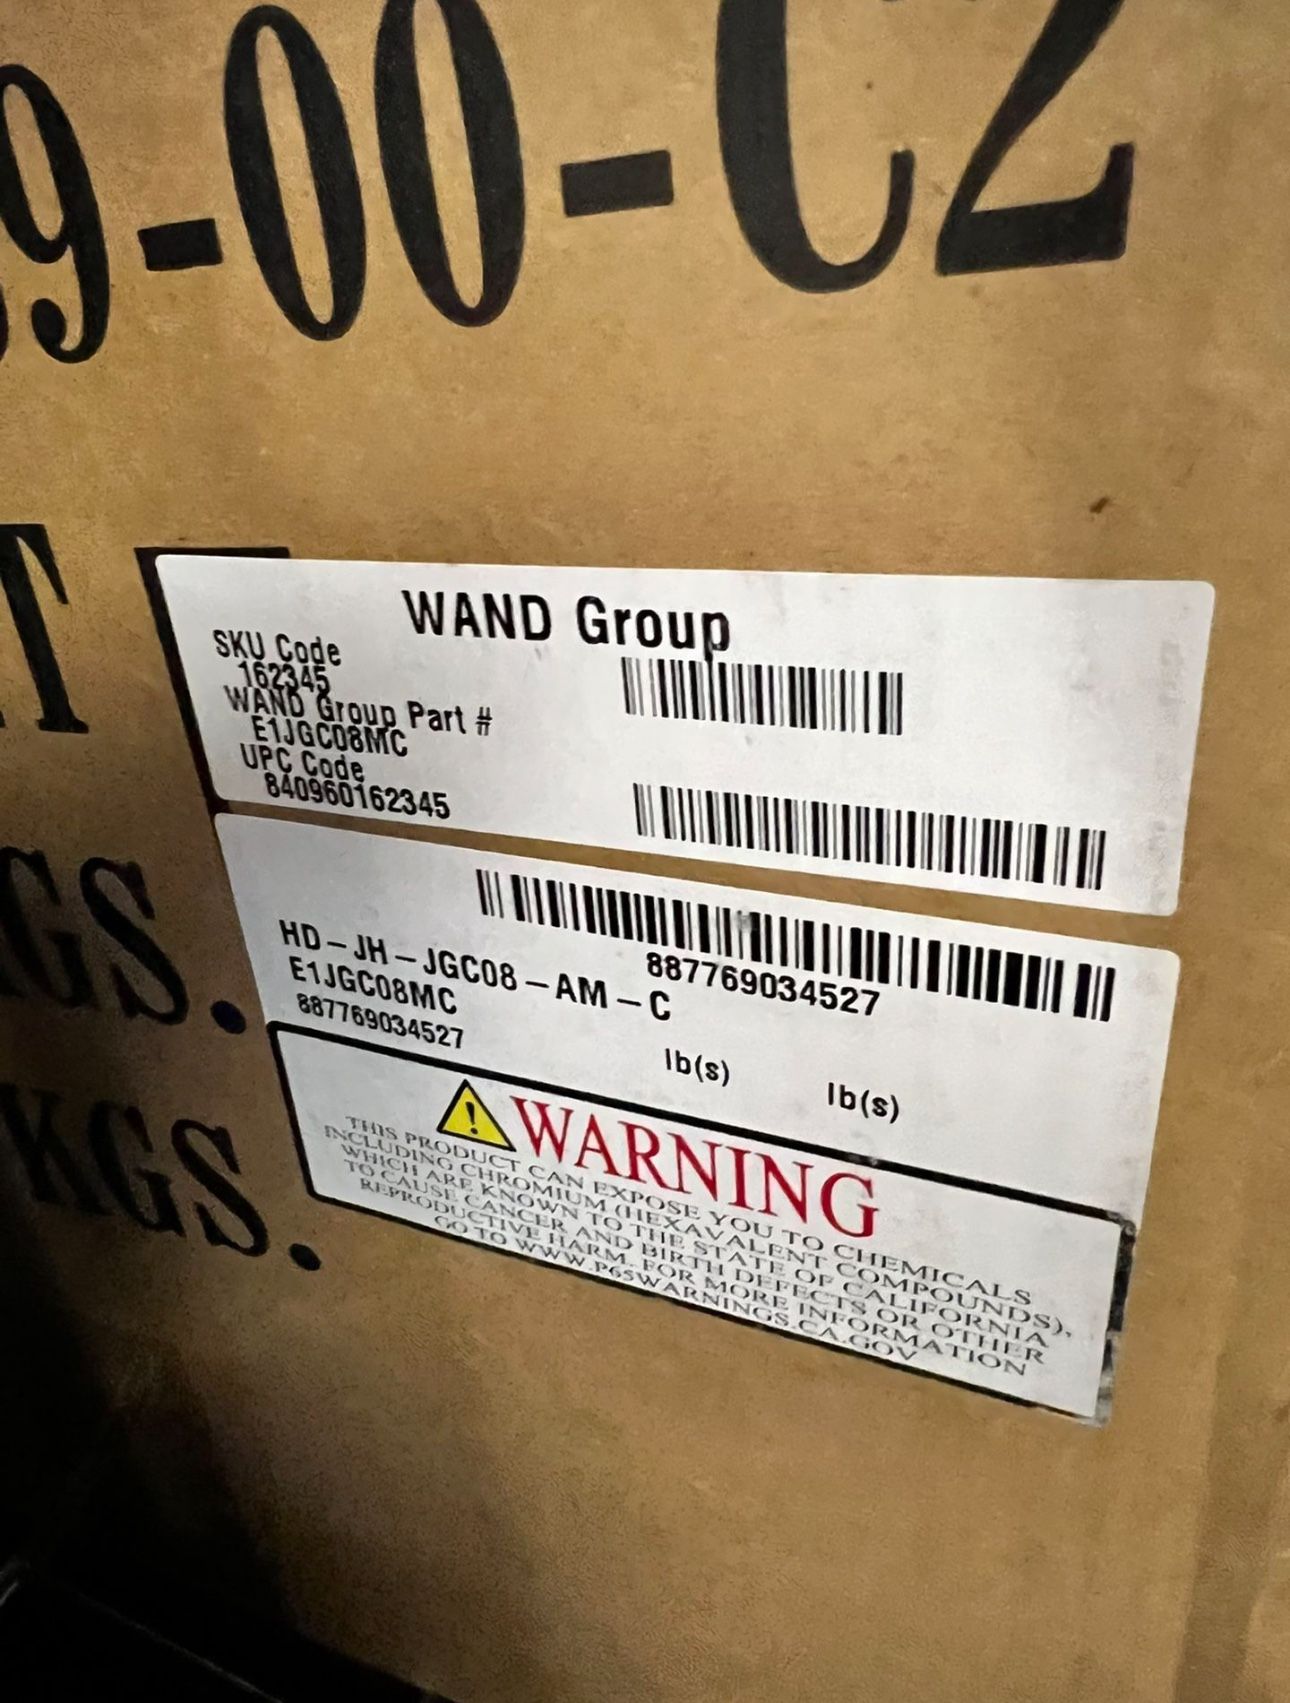 9-00-C2
T
WAND Group
SKU Code
162345
WAND Group Part #
E1JGC08MC
UPC Code
840960162345
GS.
887769034527
HD-JH-JGC08-AM-C
E1JGC08MC
887769034527
lb(s) lb(s)
KGS.
WARNING
THIS PRODUCT CAN EXPOSE YOU TO CHEMICALS
INCLUDING CHROMIUM (HEXAVALENT COMPOUNDS),
WHICH ARE KNOWN TO THE STATE OF CALIFORNIA
TO CAUSE CANCER AND BIRTH DEFECTS OR OTHER
REPRODUCTIVE HARM. FOR MORE INFORMATION
GO TO WWW.P65WARNINGS.CA.GOV